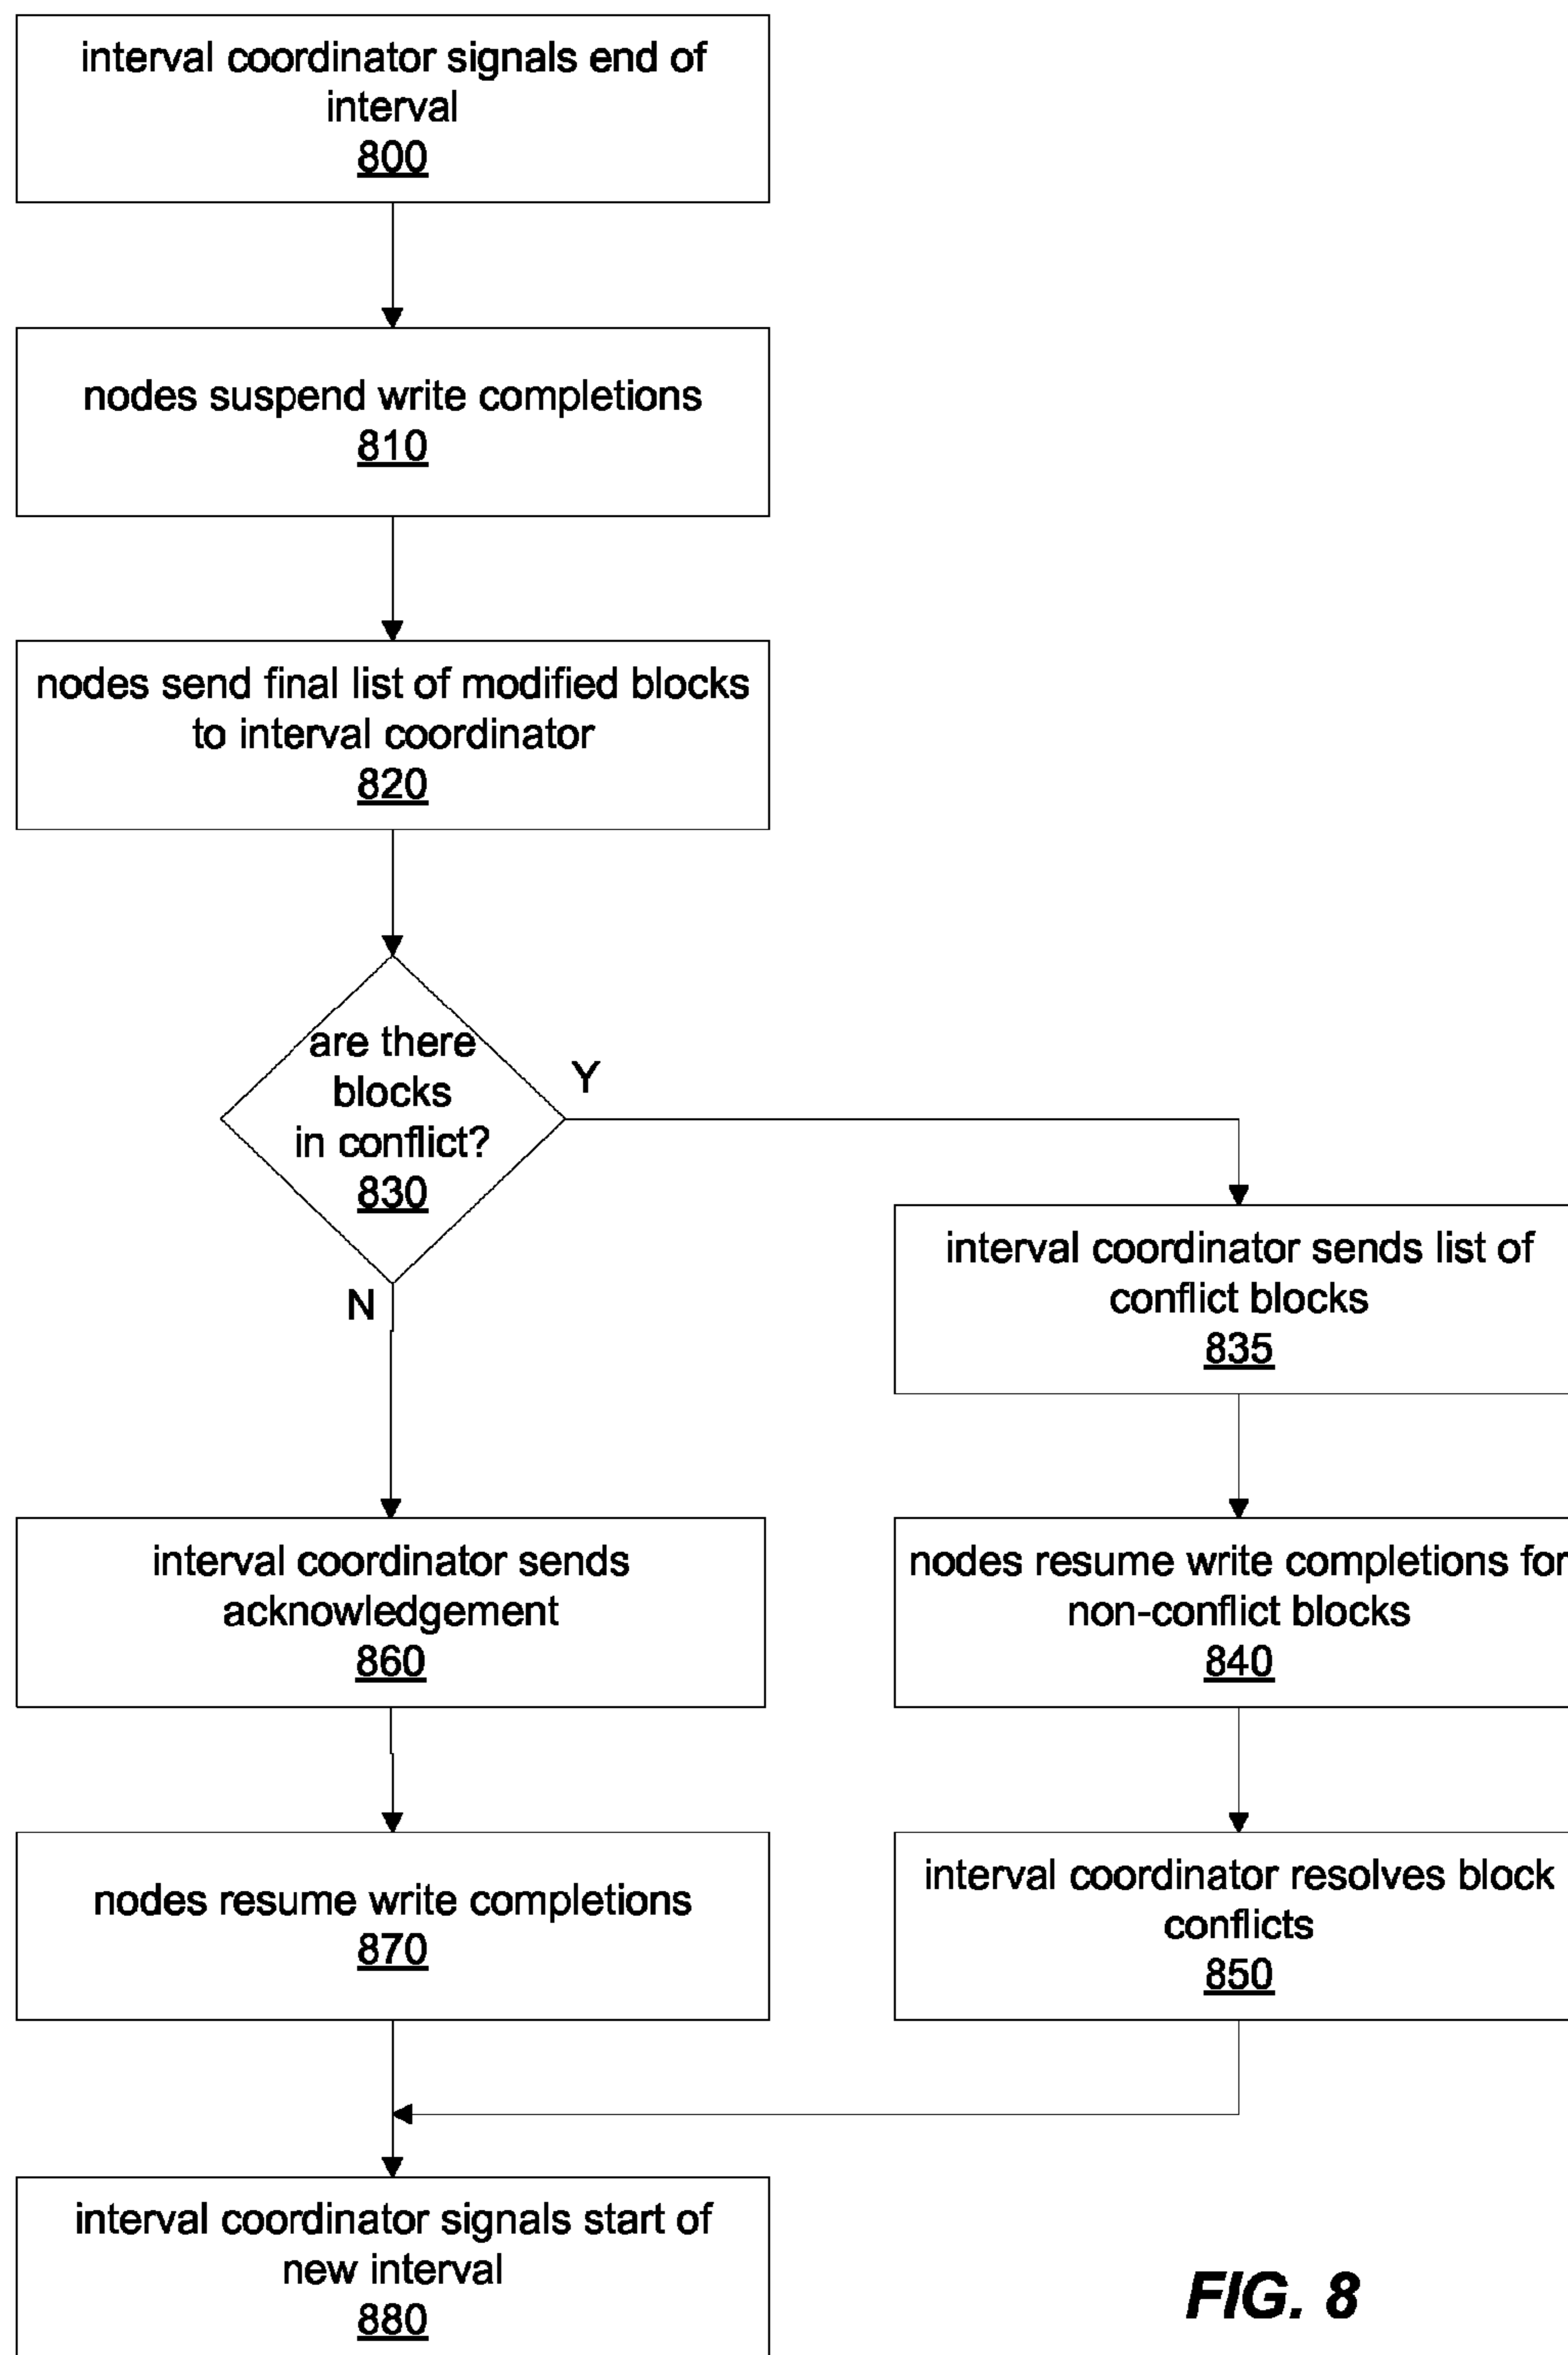 interval coordinator signals end of
interval
800
nodes suspend write completions
810
nodes send final list of modified blocks
to interval coordinator
820
are there
blocks
in conflict?
830
Y
N
interval coordinator sends list of
conflict blocks
835
interval coordinator sends
acknowledgement
860
nodes resume write completions for
non-conflict blocks
840
nodes resume write completions
870
interval coordinator resolves block
conflicts
850
interval coordinator signals start of
new interval
880
FIG. 8